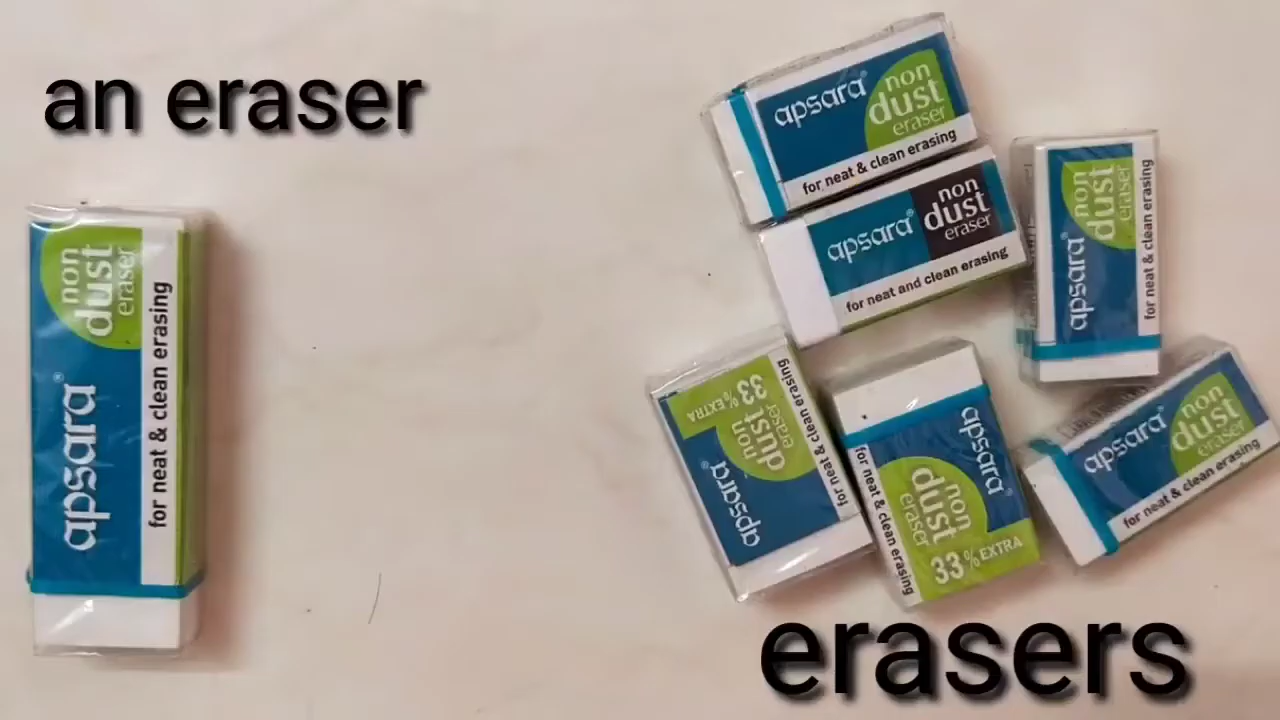 an eraser
apsara
non
dust
eraser
for neat & clean erasing
apsara
non
dust
eraser
for neat & clean erasing
apsara
non
dust
eraser
for neat and clean erasing
apsara
non
dust
eraser
for neat & clean erasing
apsara
non
dust
eraser
33% EXTRA
for neat & clean erasing
apsara
non
dust
eraser
33% EXTRA
for neat & clean erasing
apsara
non
dust
eraser
for neat & clean erasing
erasers